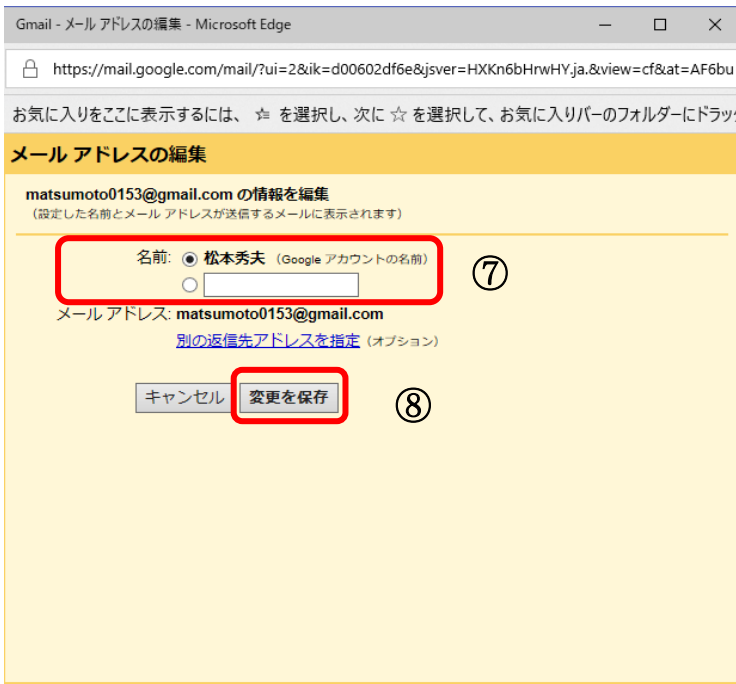 Gmail - メール アドレスの編集 - Microsoft Edge
https://mail.google.com/mail/?ui=2&ik=d00602df6e&jsver=HXKn6bHrwHY.ja.&view=cf&at=AF6bu
お気に入りをここに表示するには、 を選択し、次に ☆ を選択して、お気に入りバーのフォルダーにドラッグ
メール アドレスの編集
matsumoto0153@gmail.com の情報を編集
（設定した名前とメール アドレスが送信するメールに表示されます）
名前: 松本秀夫 （Google アカウントの名前） ⑦
メール アドレス: matsumoto0153@gmail.com
別の返信先アドレスを指定 （オプション）
キャンセル 変更を保存 ⑧